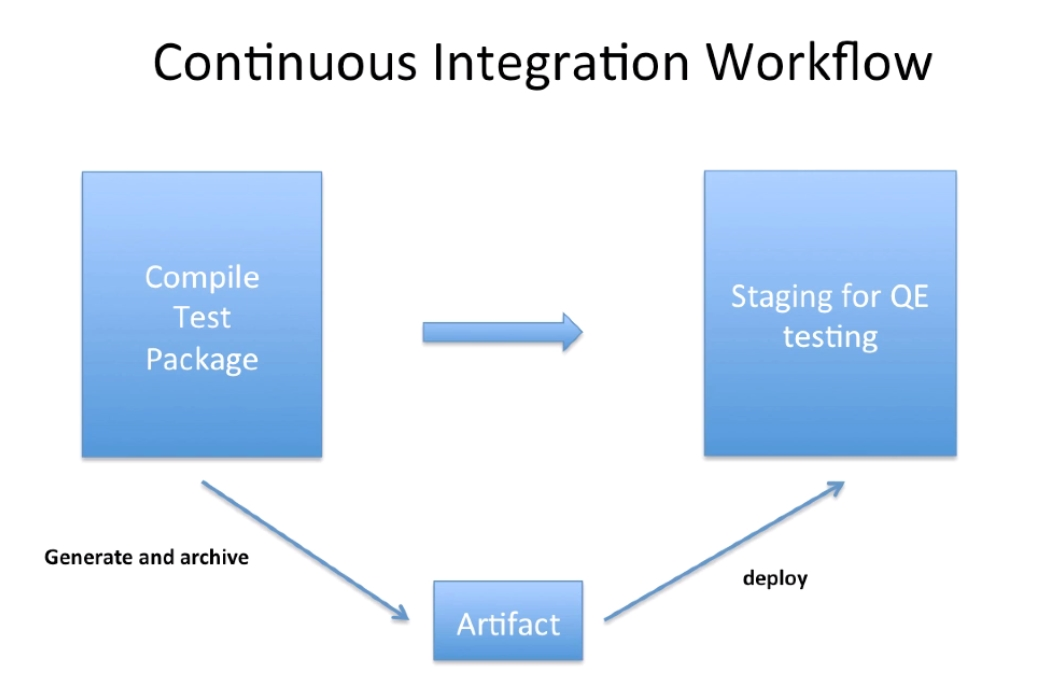 Continuous Integration Workflow
Compile
Test
Package
Staging for QE
testing
Generate and archive
deploy
Artifact